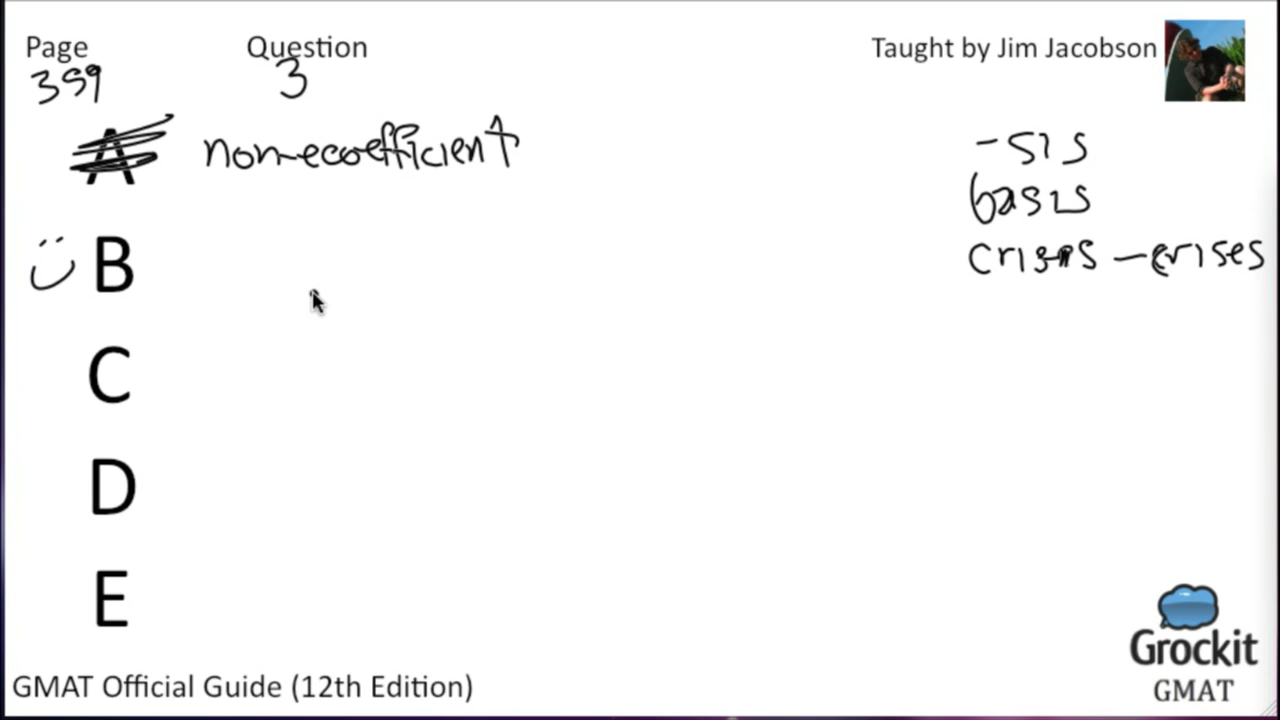 Page Question Taught by Jim Jacobson
359 3
A non-ecoefficient -sis
B basis
crisis - crises
C
D
E
Grockit
GMAT
GMAT Official Guide (12th Edition)